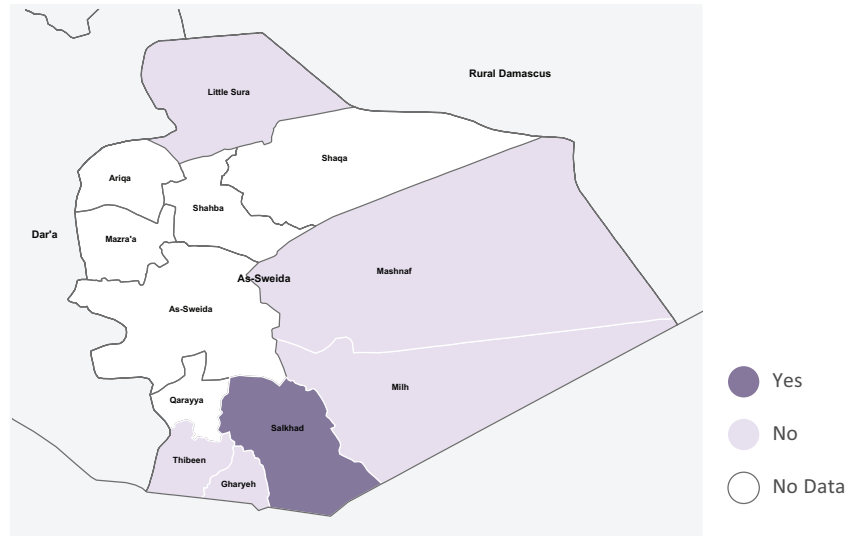 Rural Damascus
Little Sura
Shaqa
Ariqa
Shahba
Dar'a
Mazra'a
Mashnaf
As-Sweida
As-Sweida
Yes
Milh
Qarayya
Salkhad
No
Thibeen
Gharyeh
No Data